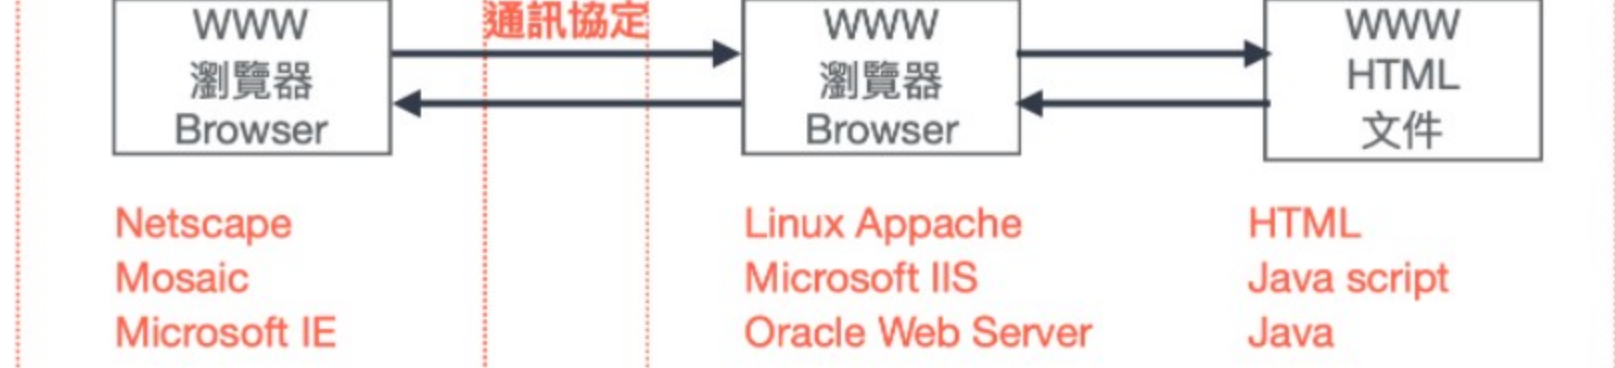 通訊協定
WWW
瀏覽器
Browser
WWW
瀏覽器
Browser
WWW
HTML
文件
Netscape
Mosaic
Microsoft IE
Linux Appache
Microsoft IIS
Oracle Web Server
HTML
Java script
Java